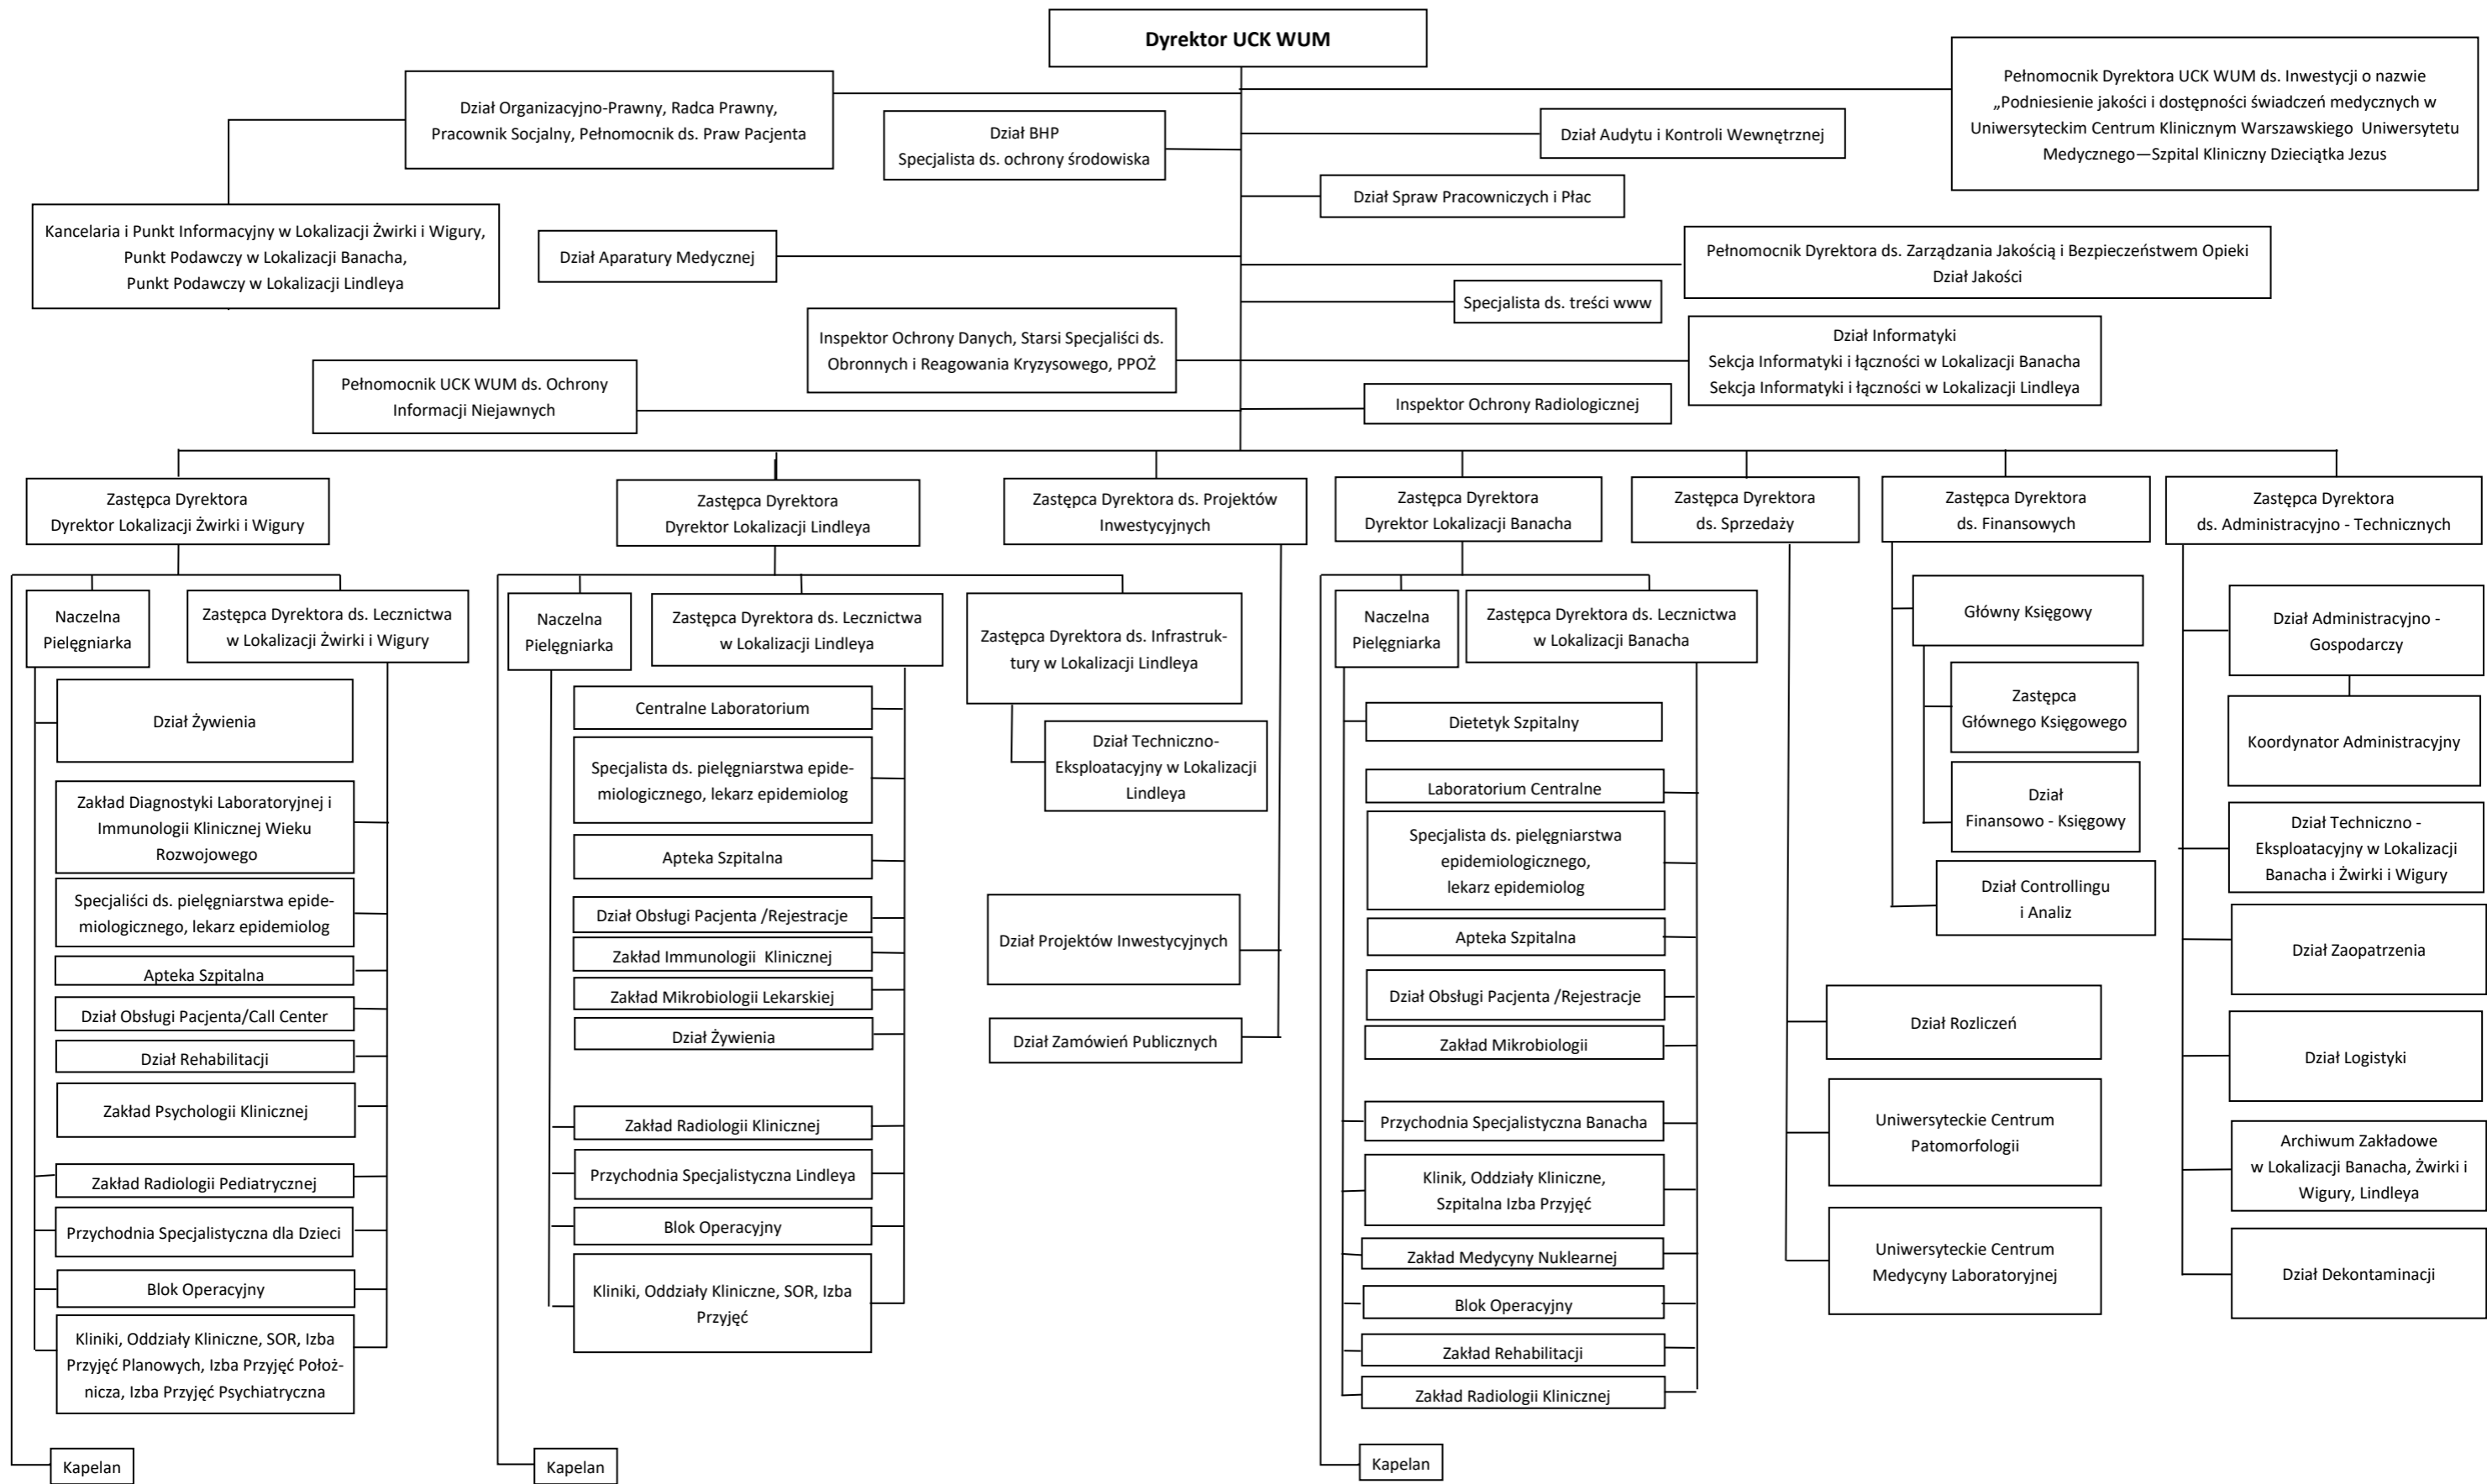 Dyrektor UCK WUM
Dział Organizacyjno-Prawny, Radca Prawny,
Pracownik Socjalny, Pełnomocnik ds. Praw Pacjenta
Dział BHP
Specjalista ds. ochrony środowiska
Dział Audytu i Kontroli Wewnętrznej
Pełnomocnik Dyrektora UCK WUM ds. Inwestycji o nazwie
„Podniesienie jakości i dostępności świadczeń medycznych w
Uniwersyteckim Centrum Klinicznym Warszawskiego Uniwersytetu
Medycznego—Szpital Kliniczny Dzieciątka Jezus
Dział Spraw Pracowniczych i Płac
Kancelaria i Punkt Informacyjny w Lokalizacji Żwirki i Wigury,
Punkt Podawczy w Lokalizacji Banacha,
Punkt Podawczy w Lokalizacji Lindleya
Dział Aparatury Medycznej
Pełnomocnik Dyrektora ds. Zarządzania Jakością i Bezpieczeństwem Opieki
Dział Jakości
Specjalista ds. treści www
Inspektor Ochrony Danych, Starsi Specjaliści ds.
Obronnych i Reagowania Kryzysowego, PPOŻ
Dział Informatyki
Sekcja Informatyki i łączności w Lokalizacji Banacha
Sekcja Informatyki i łączności w Lokalizacji Lindleya
Pełnomocnik UCK WUM ds. Ochrony
Informacji Niejawnych
Inspektor Ochrony Radiologicznej
Zastępca Dyrektora
Dyrektor Lokalizacji Żwirki i Wigury
Zastępca Dyrektora
Dyrektor Lokalizacji Lindleya
Zastępca Dyrektora ds. Projektów
Inwestycyjnych
Zastępca Dyrektora
Dyrektor Lokalizacji Banacha
Zastępca Dyrektora
ds. Sprzedaży
Zastępca Dyrektora
ds. Finansowych
Zastępca Dyrektora
ds. Administracyjno - Technicznych
Naczelna
Pielęgniarka
Zastępca Dyrektora ds. Lecznictwa
w Lokalizacji Żwirki i Wigury
Dział Żywienia
Zakład Diagnostyki Laboratoryjnej i
Immunologii Klinicznej Wieku
Rozwojowego
Specjaliści ds. pielęgniarstwa epide-
miologicznego, lekarz epidemiolog
Apteka Szpitalna
Dział Obsługi Pacjenta/Call Center
Dział Rehabilitacji
Zakład Psychologii Klinicznej
Zakład Radiologii Pediatrycznej
Przychodnia Specjalistyczna dla Dzieci
Blok Operacyjny
Kliniki, Oddziały Kliniczne, SOR, Izba
Przyjęć Planowych, Izba Przyjęć Położ-
nicza, Izba Przyjęć Psychiatryczna
Kapelan
Naczelna
Pielęgniarka
Zastępca Dyrektora ds. Lecznictwa
w Lokalizacji Lindleya
Zastępca Dyrektora ds. Infrastruk-
tury w Lokalizacji Lindleya
Centralne Laboratorium
Specjalista ds. pielęgniarstwa epide-
miologicznego, lekarz epidemiolog
Apteka Szpitalna
Dział Obsługi Pacjenta /Rejestracje
Zakład Immunologii Klinicznej
Zakład Mikrobiologii Lekarskiej
Dział Żywienia
Zakład Radiologii Klinicznej
Przychodnia Specjalistyczna Lindleya
Blok Operacyjny
Kliniki, Oddziały Kliniczne, SOR, Izba
Przyjęć
Kapelan
Dział Techniczno-
Eksploatacyjny w Lokalizacji
Lindleya
Dział Projektów Inwestycyjnych
Dział Zamówień Publicznych
Naczelna
Pielęgniarka
Zastępca Dyrektora ds. Lecznictwa
w Lokalizacji Banacha
Dietetyk Szpitalny
Laboratorium Centralne
Specjalista ds. pielęgniarstwa
epidemiologicznego,
lekarz epidemiolog
Apteka Szpitalna
Dział Obsługi Pacjenta /Rejestracje
Zakład Mikrobiologii
Przychodnia Specjalistyczna Banacha
Klinik, Oddziały Kliniczne,
Szpitalna Izba Przyjęć
Zakład Medycyny Nuklearnej
Blok Operacyjny
Zakład Rehabilitacji
Zakład Radiologii Klinicznej
Kapelan
Dział Rozliczeń
Uniwersyteckie Centrum
Patomorfologii
Uniwersyteckie Centrum
Medycyny Laboratoryjnej
Główny Księgowy
Zastępca
Głównego Księgowego
Dział
Finansowo - Księgowy
Dział Controllingu
i Analiz
Dział Administracyjno -
Gospodarczy
Koordynator Administracyjny
Dział Techniczno -
Eksploatacyjny w Lokalizacji
Banacha i Żwirki i Wigury
Dział Zaopatrzenia
Dział Logistyki
Archiwum Zakładowe
w Lokalizacji Banacha, Żwirki i
Wigury, Lindleya
Dział Dekontaminacji